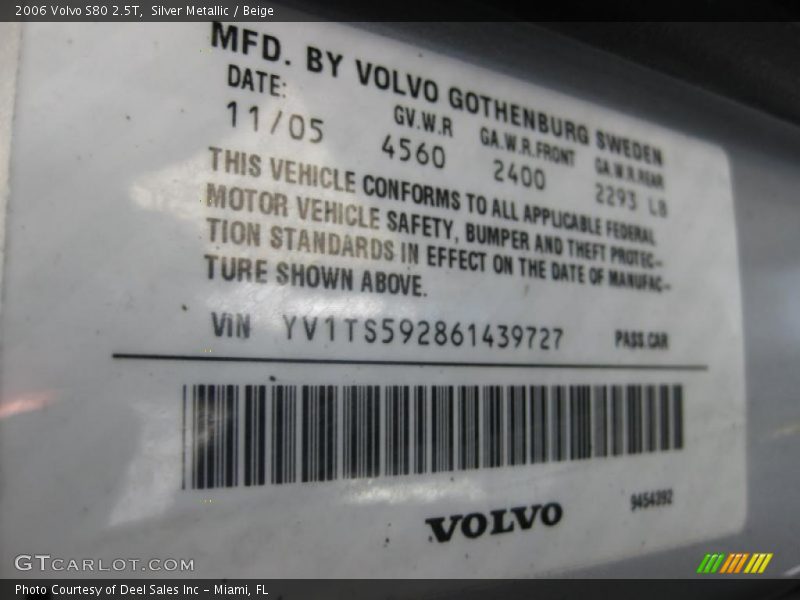 2006 Volvo S80 2.5T,  Silver Metallic / Beige
MFD. BY VOLVO GOTHENBURG SWEDEN
DATE: GV.W.R GA.W.R.FRONT GA.W.R.REAR
11/05 4560 2400 2293 LB
THIS VEHICLE CONFORMS TO ALL APPLICABLE FEDERAL
MOTOR VEHICLE SAFETY, BUMPER AND THEFT PROTEC-
TION STANDARDS IN EFFECT ON THE DATE OF MANUFAC-
TURE SHOWN ABOVE.
VIN YV1TS592861439727 PASS.CAR
VOLVO 9454392
GTCARLOT.COM
Photo Courtesy of Deel Sales Inc – Miami, FL